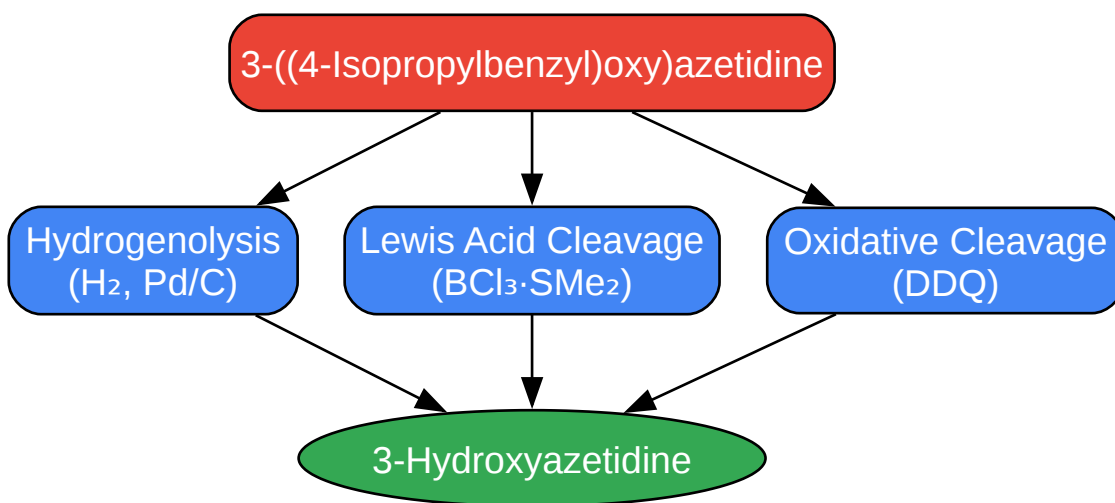 3-((4-Isopropylbenzyl)oxy)azetidine
Hydrogenolysis
(H₂, Pd/C)
Lewis Acid Cleavage
(BCl₃·SMe₂)
Oxidative Cleavage
(DDQ)
3-Hydroxyazetidine